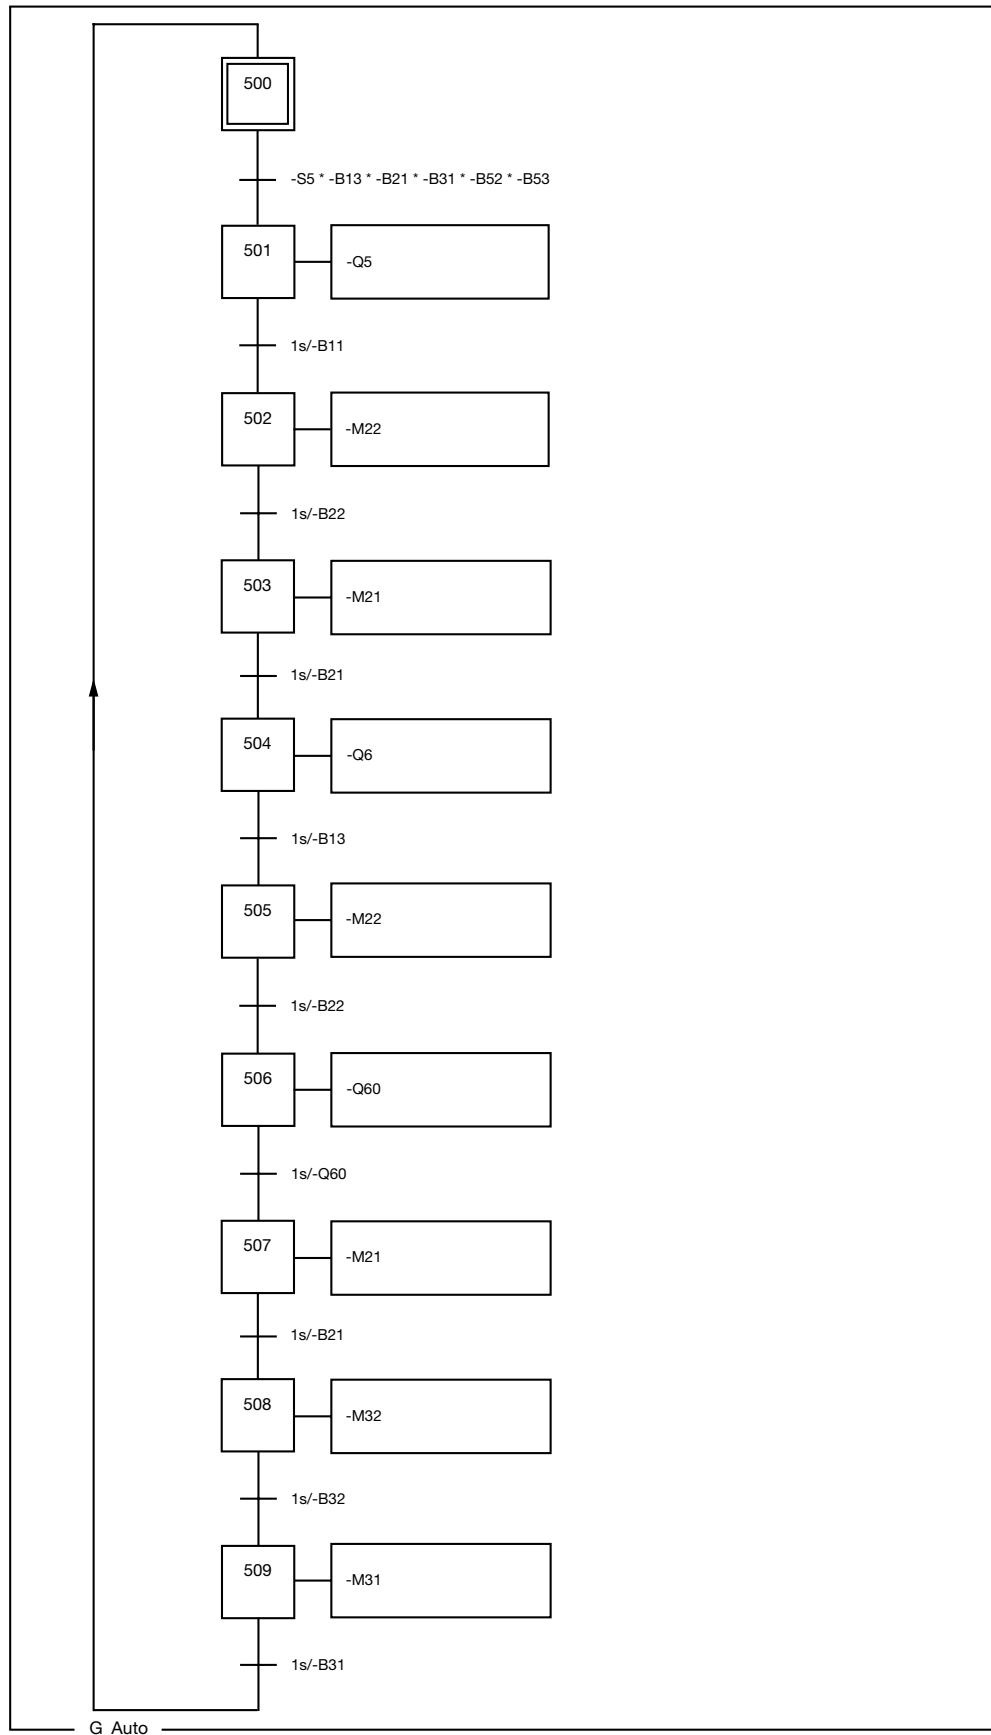 500
-S5 * -B13 * -B21 * -B31 * -B52 * -B53
501
-Q5
1s/-B11
502
-M22
1s/-B22
503
-M21
1s/-B21
504
-Q6
1s/-B13
505
-M22
1s/-B22
506
-Q60
1s/-Q60
507
-M21
1s/-B21
508
-M32
1s/-B32
509
-M31
1s/-B31
G_Auto